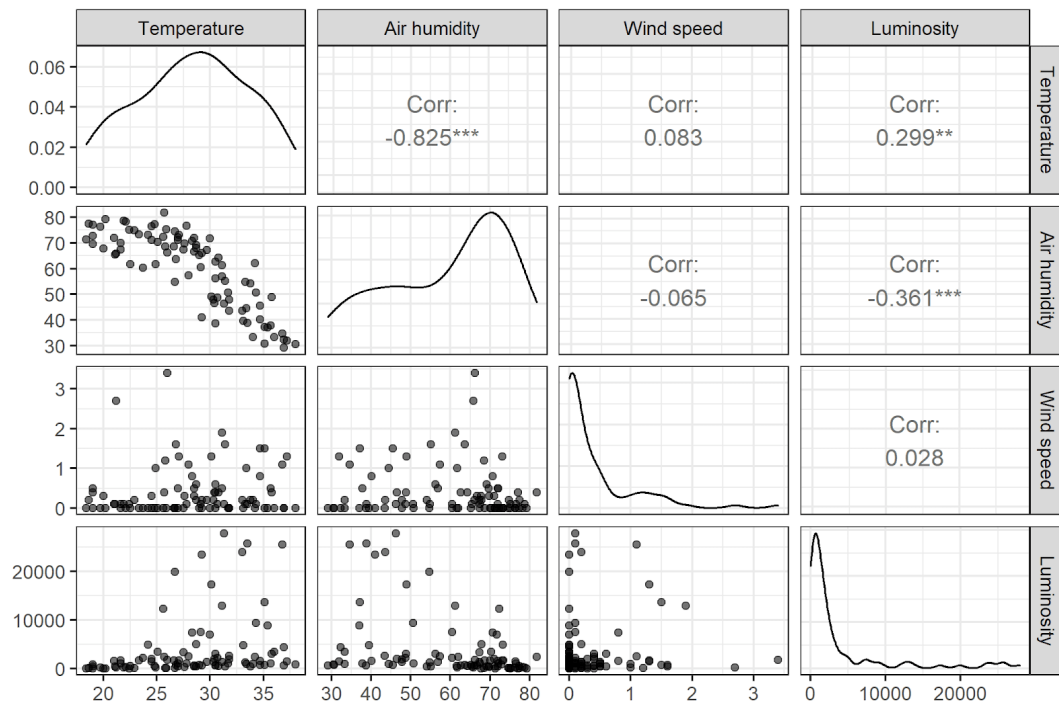 Temperature Air humidity Wind speed Luminosity
0.06
0.04
0.02
0.00
Corr:
-0.825***
Corr:
0.083
Corr:
0.299**
Temperature
80
70
60
50
40
30
Corr:
-0.065
Corr:
-0.361***
Air humidity
3
2
1
0
Corr:
0.028
Wind speed
20000
10000
0
Luminosity
20 25 30 35 30 40 50 60 70 80 0 1 2 3 0 10000 20000